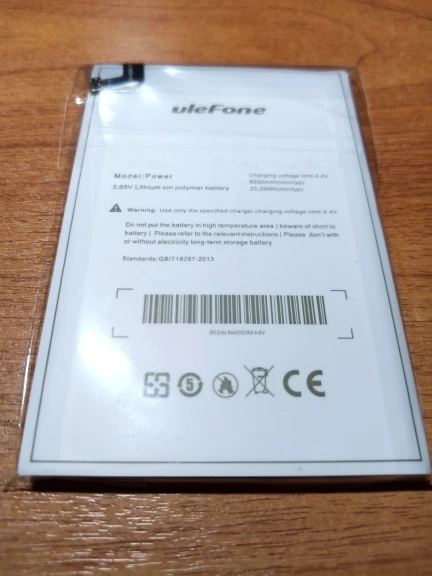 uleFone
Model:Power
3.85V Lithium ion polymer battery
Charging voltage limit:4.4V
6050mAh(min/typ)
23.29Wh(min/typ)
Warning: Use only the specified charger,charging voltage limit:4.4V
Do not put the battery in high temperature area ( beware of short to
battery (. Please refer to the relevant instructions ( Please don't with
or without electricity long-term storage battery.
Standards:GB/T18287-2013
5
CE